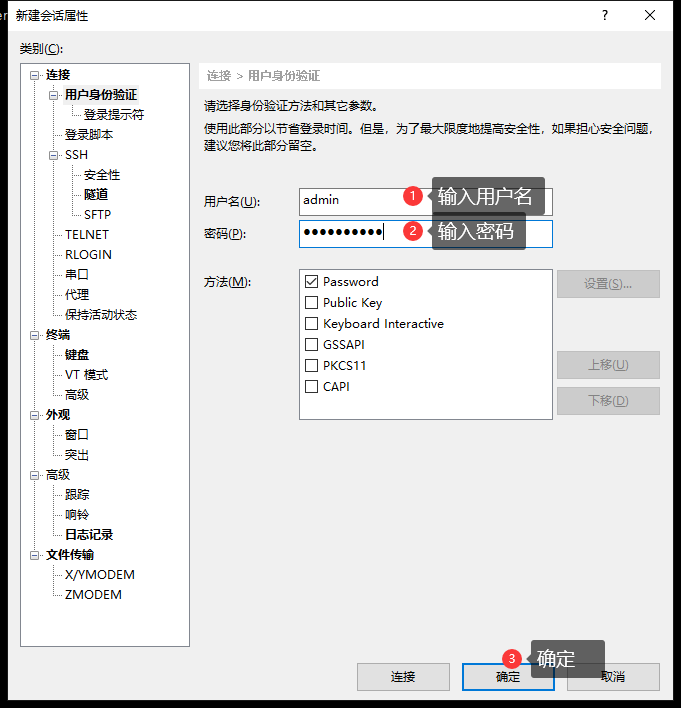 新建会话属性
类别(C):
连接
用户身份验证
登录提示符
登录脚本
SSH
安全性
隧道
SFTP
TELNET
RLOGIN
串口
代理
保持活动状态
终端
键盘
VT 模式
高级
外观
窗口
突出
高级
跟踪
响铃
日志记录
文件传输
X/YMODEM
ZMODEM
连接 > 用户身份验证
请选择身份验证方法和其它参数。
使用此部分以节省登录时间。但是，为了最大限度地提高安全性，如果担心安全问题，
建议您将此部分留空。
用户名(U): admin 1 输入用户名
密码(P): ●●●●●●●●●● 2 输入密码
方法(M):
Password
Public Key
Keyboard Interactive
GSSAPI
PKCS11
CAPI
设置(S)...
上移(U)
下移(D)
3 确定
连接 确定 取消